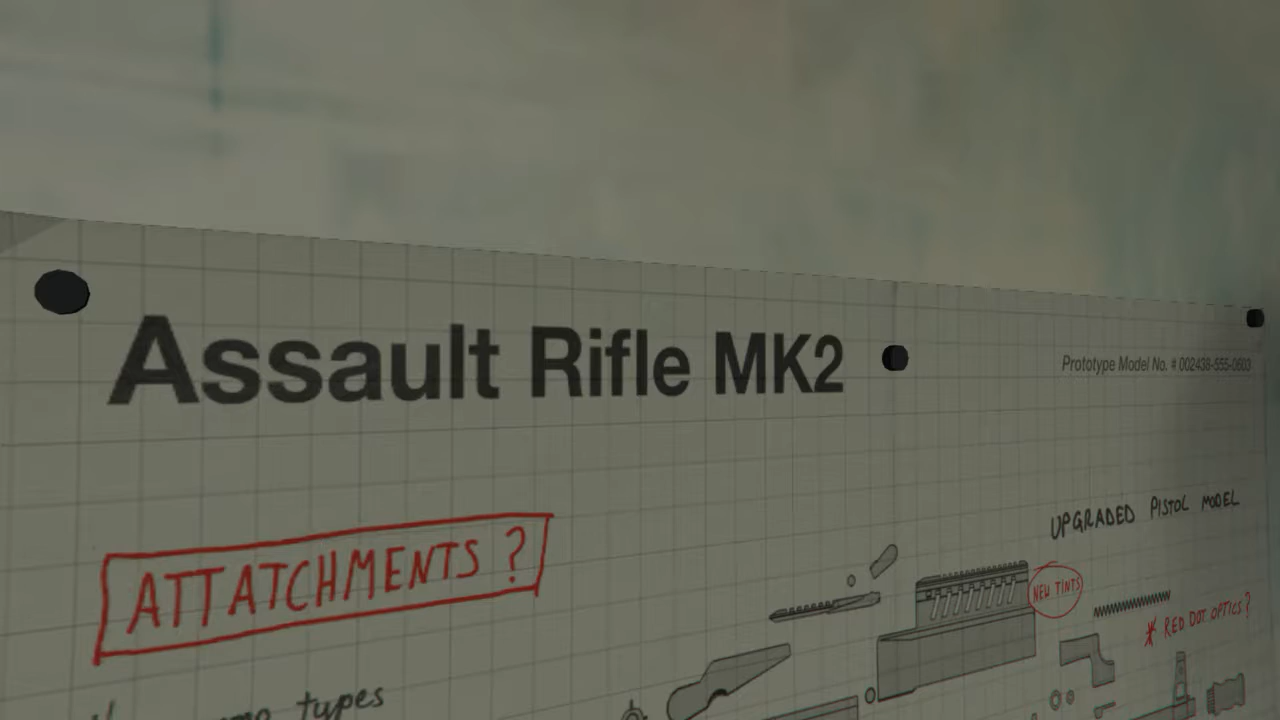 Assault Rifle MK2
Prototype Model No. # 002438-555-0603
ATTATCHMENTS ?
UPGRADED PISTOL MODEL
NEW TINTS
* RED DOT OPTICS?
types